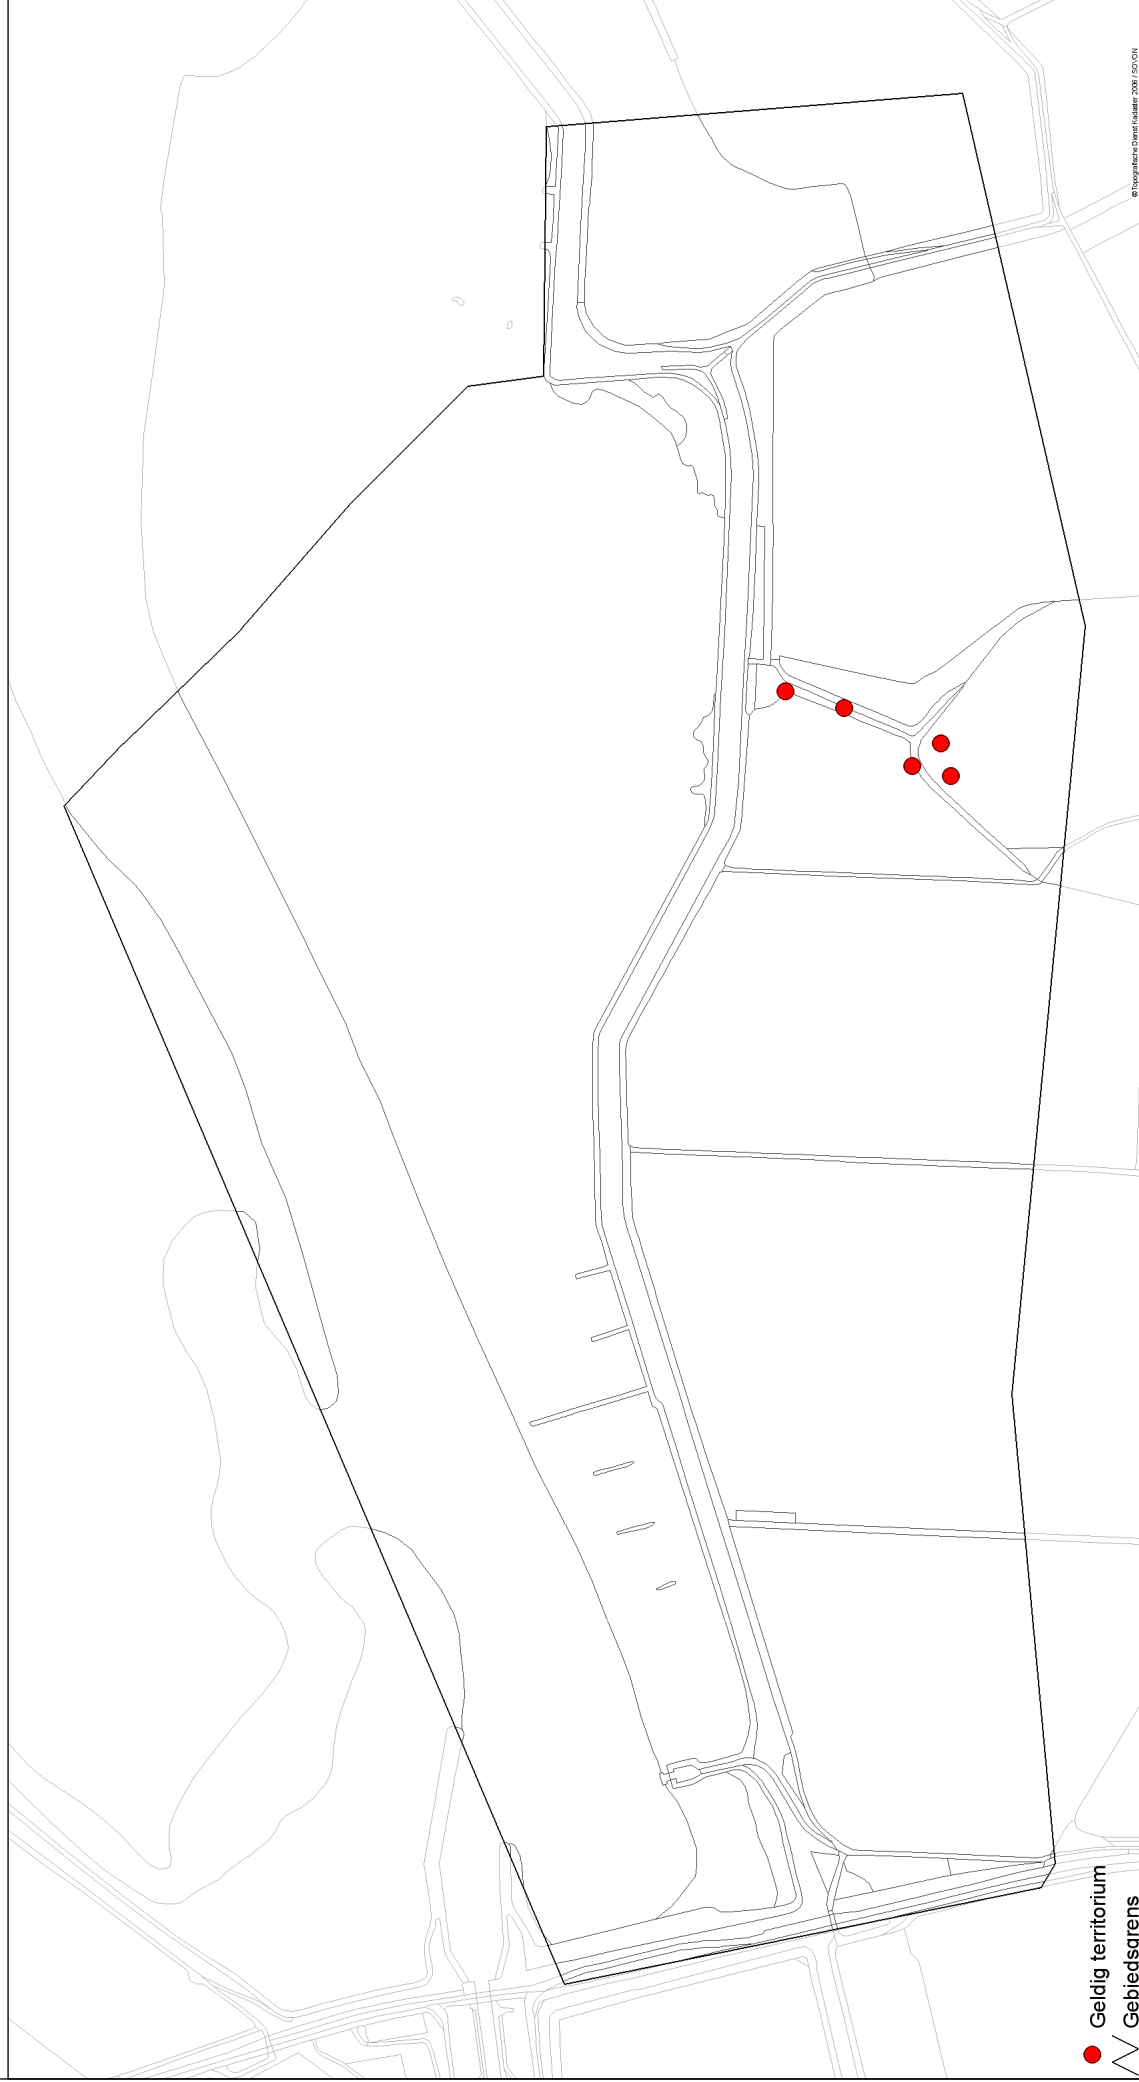 © Topografische Dienst Kadaster 2006 / SOVON
Geldig territorium
Gebiedsgrens